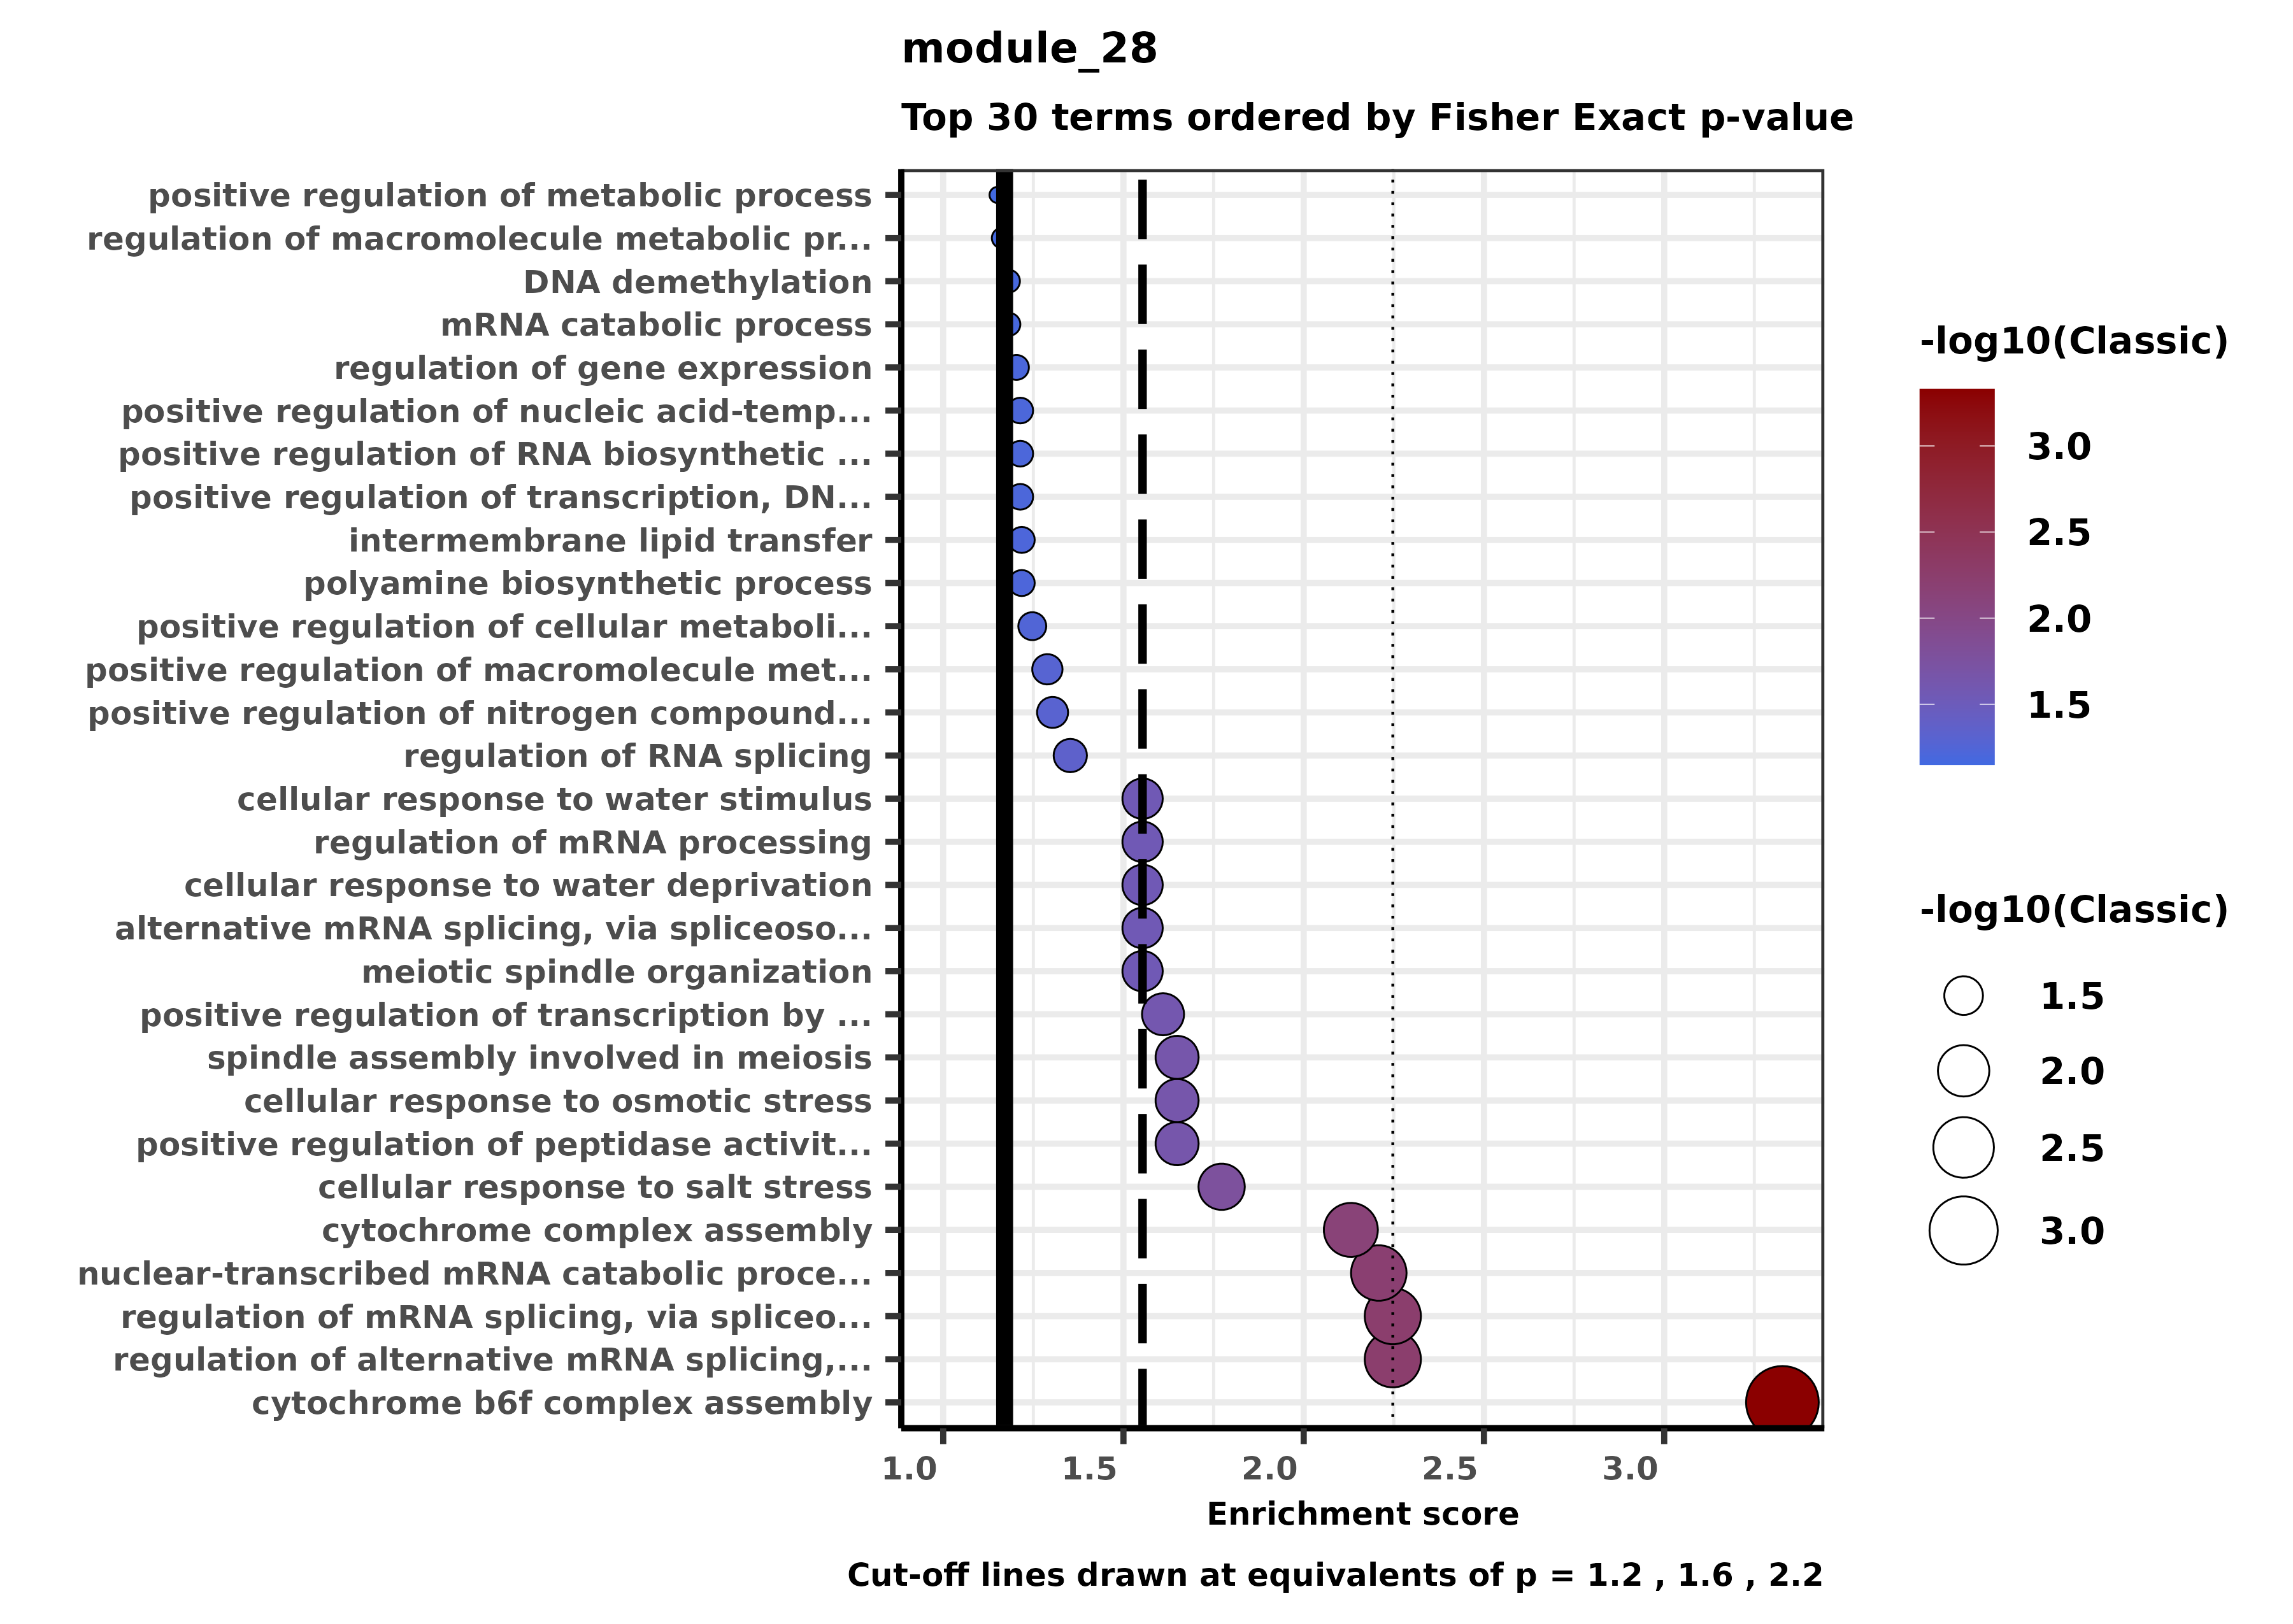 module_28
Top 30 terms ordered by Fisher Exact p-value
positive regulation of metabolic process
regulation of macromolecule metabolic pr...
DNA demethylation
mRNA catabolic process
regulation of gene expression
positive regulation of nucleic acid-temp...
positive regulation of RNA biosynthetic ...
positive regulation of transcription, DN...
intermembrane lipid transfer
polyamine biosynthetic process
positive regulation of cellular metaboli...
positive regulation of macromolecule met...
positive regulation of nitrogen compound...
regulation of RNA splicing
cellular response to water stimulus
regulation of mRNA processing
cellular response to water deprivation
alternative mRNA splicing, via spliceoso...
meiotic spindle organization
positive regulation of transcription by ...
spindle assembly involved in meiosis
cellular response to osmotic stress
positive regulation of peptidase activit...
cellular response to salt stress
cytochrome complex assembly
nuclear-transcribed mRNA catabolic proce...
regulation of mRNA splicing, via spliceo...
regulation of alternative mRNA splicing,...
cytochrome b6f complex assembly
1.0 1.5 2.0 2.5 3.0
Enrichment score
Cut-off lines drawn at equivalents of p = 1.2 , 1.6 , 2.2
-log10(Classic)
3.0
2.5
2.0
1.5
-log10(Classic)
1.5
2.0
2.5
3.0